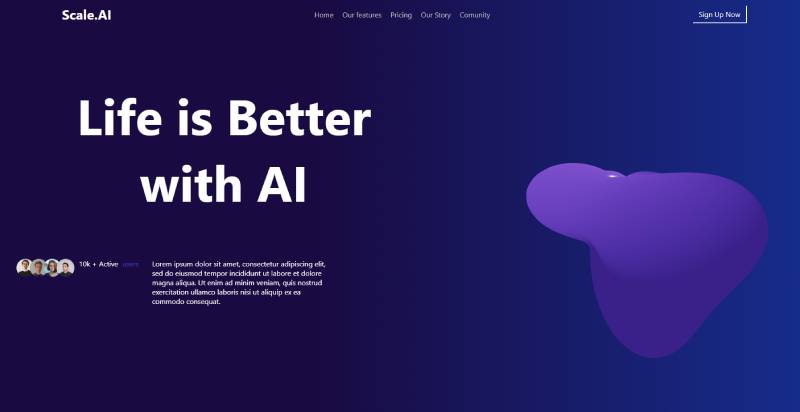 Scale.AI
Home Our features Pricing Our Story Comunity
Sign Up Now
Life is Better
with AI
10k + Active users
Lorem ipsum dolor sit amet, consectetur adipiscing elit,
sed do eiusmod tempor incididunt ut labore et dolore
magna aliqua. Ut enim ad minim veniam, quis nostrud
exercitation ullamco laboris nisi ut aliquip ex ea
commodo consequat.